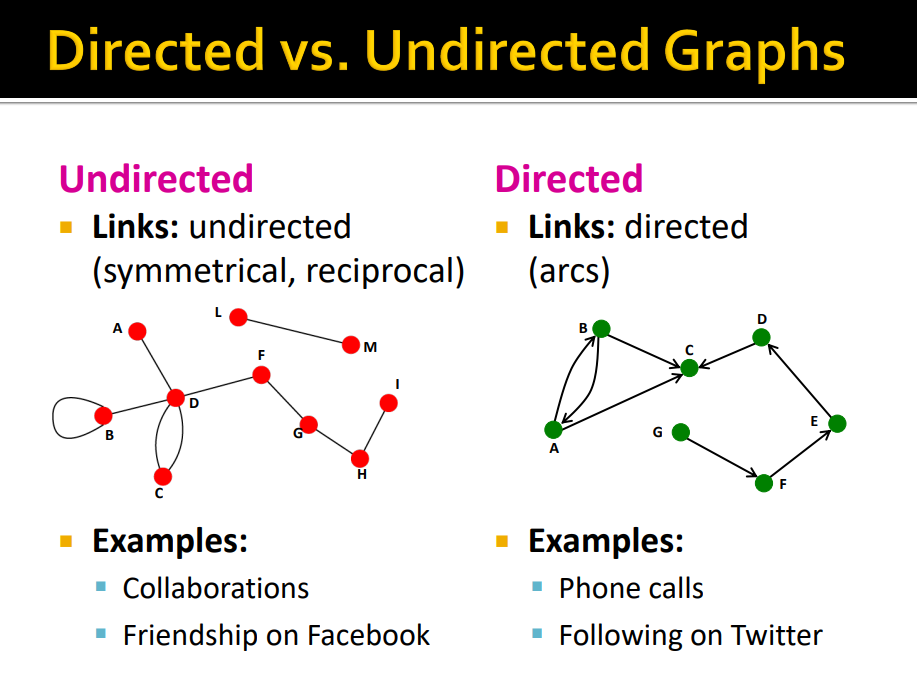 Directed vs. Undirected Graphs
Undirected
Links: undirected
(symmetrical, reciprocal)
A
L
M
F
I
D
B
G
H
C
Examples:
Collaborations
Friendship on Facebook
Directed
Links: directed
(arcs)
B
D
C
E
G
A
F
Examples:
Phone calls
Following on Twitter